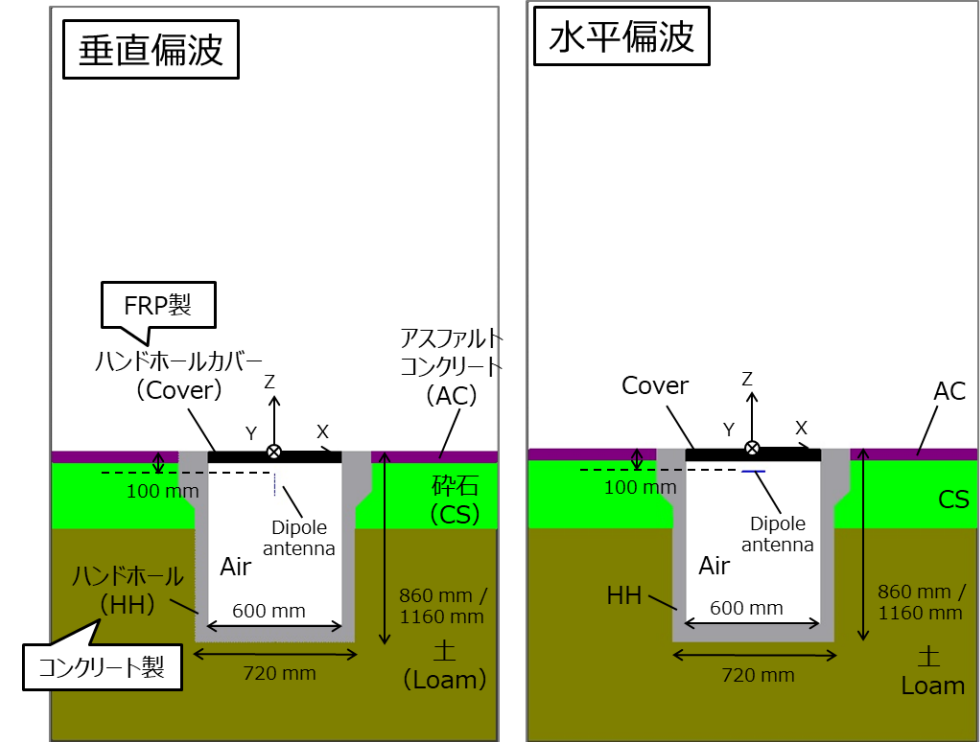 垂直偏波
FRP製
ハンドホールカバー
(Cover)
アスファルト
コンクリート
(AC)
Z
Y
X
100 mm
Dipole
antenna
砕石
(CS)
Air
ハンドホール
(HH)
600 mm
860 mm /
1160 mm
コンクリート製
720 mm
土
(Loam)
水平偏波
Cover
Z
AC
Y
X
100 mm
CS
Dipole
antenna
Air
HH
600 mm
860 mm /
1160 mm
720 mm
土
Loam